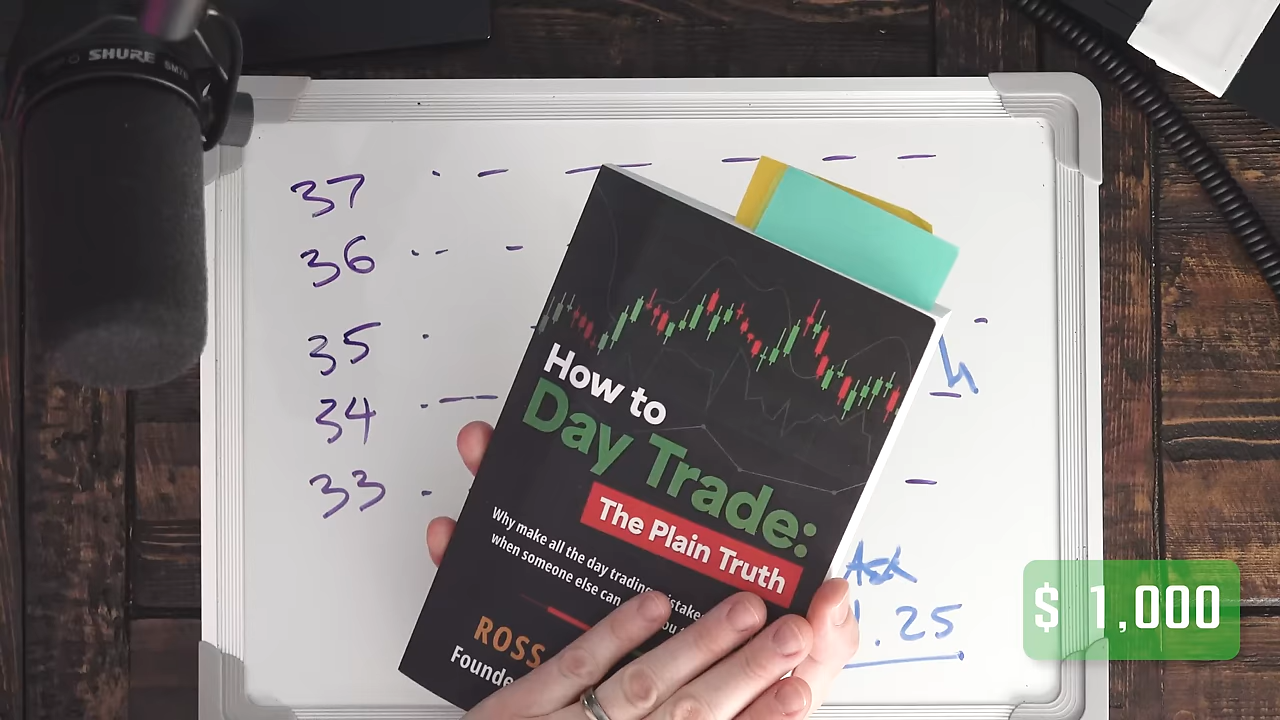 SHURE SM7B
37
36
35
34
33
How to
Day Trade:
The Plain Truth
Why make all the day trading
when someone else can
ROSS
Ask
.25
$ 1,000